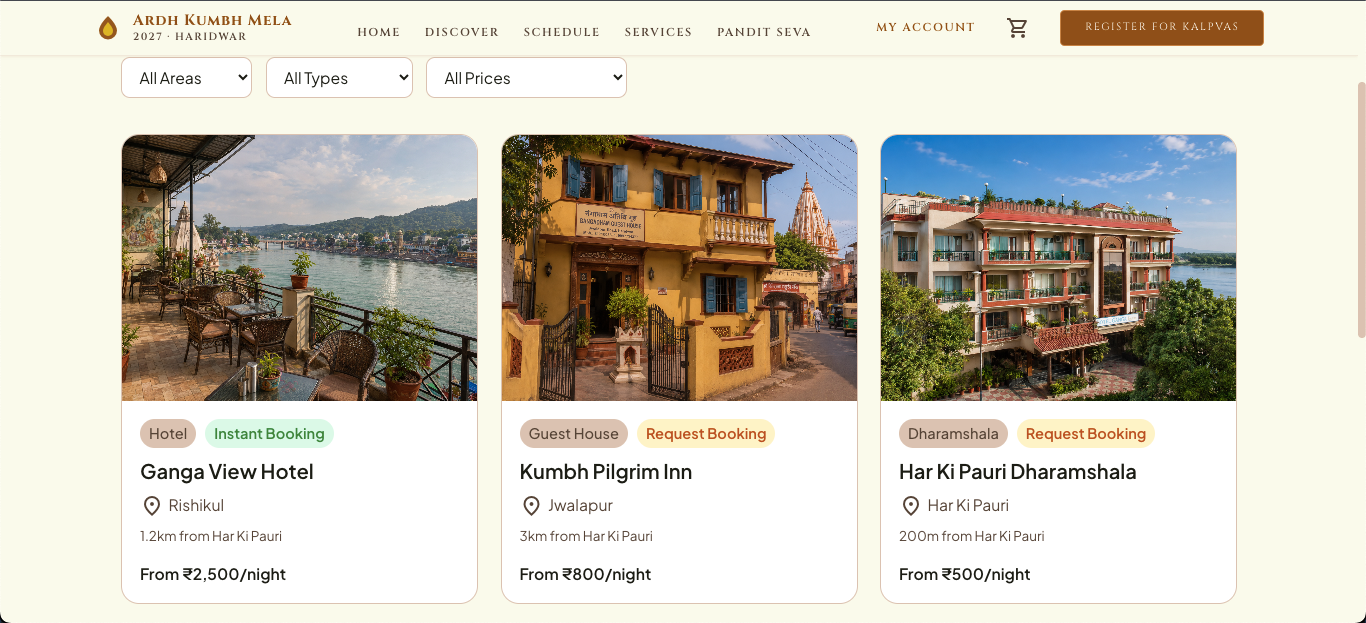 ARDH KUMBH MELA
2027 · HARIDWAR
HOME
DISCOVER
SCHEDULE
SERVICES
PANDIT SEVA
MY ACCOUNT
REGISTER FOR KALPVAS
All Areas
All Types
All Prices
GANGADHAM GUEST HOUSE
Hotel
Instant Booking
Ganga View Hotel
Rishikul
1.2km from Har Ki Pauri
From ₹2,500/night
Guest House
Request Booking
Kumbh Pilgrim Inn
Jwalapur
3km from Har Ki Pauri
From ₹800/night
Dharamshala
Request Booking
Har Ki Pauri Dharamshala
Har Ki Pauri
200m from Har Ki Pauri
From ₹500/night